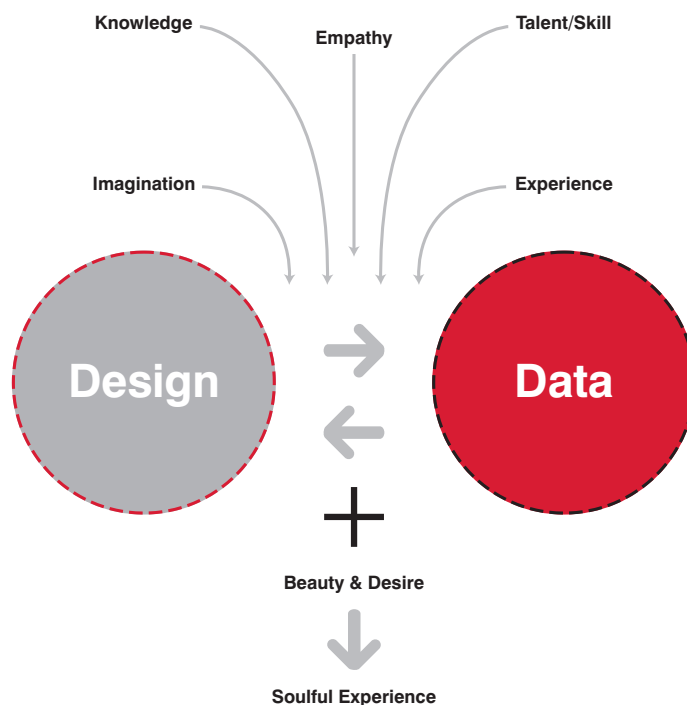 Knowledge
Empathy
Talent/Skill
Imagination
Experience
Design
Data
Beauty & Desire
Soulful Experience